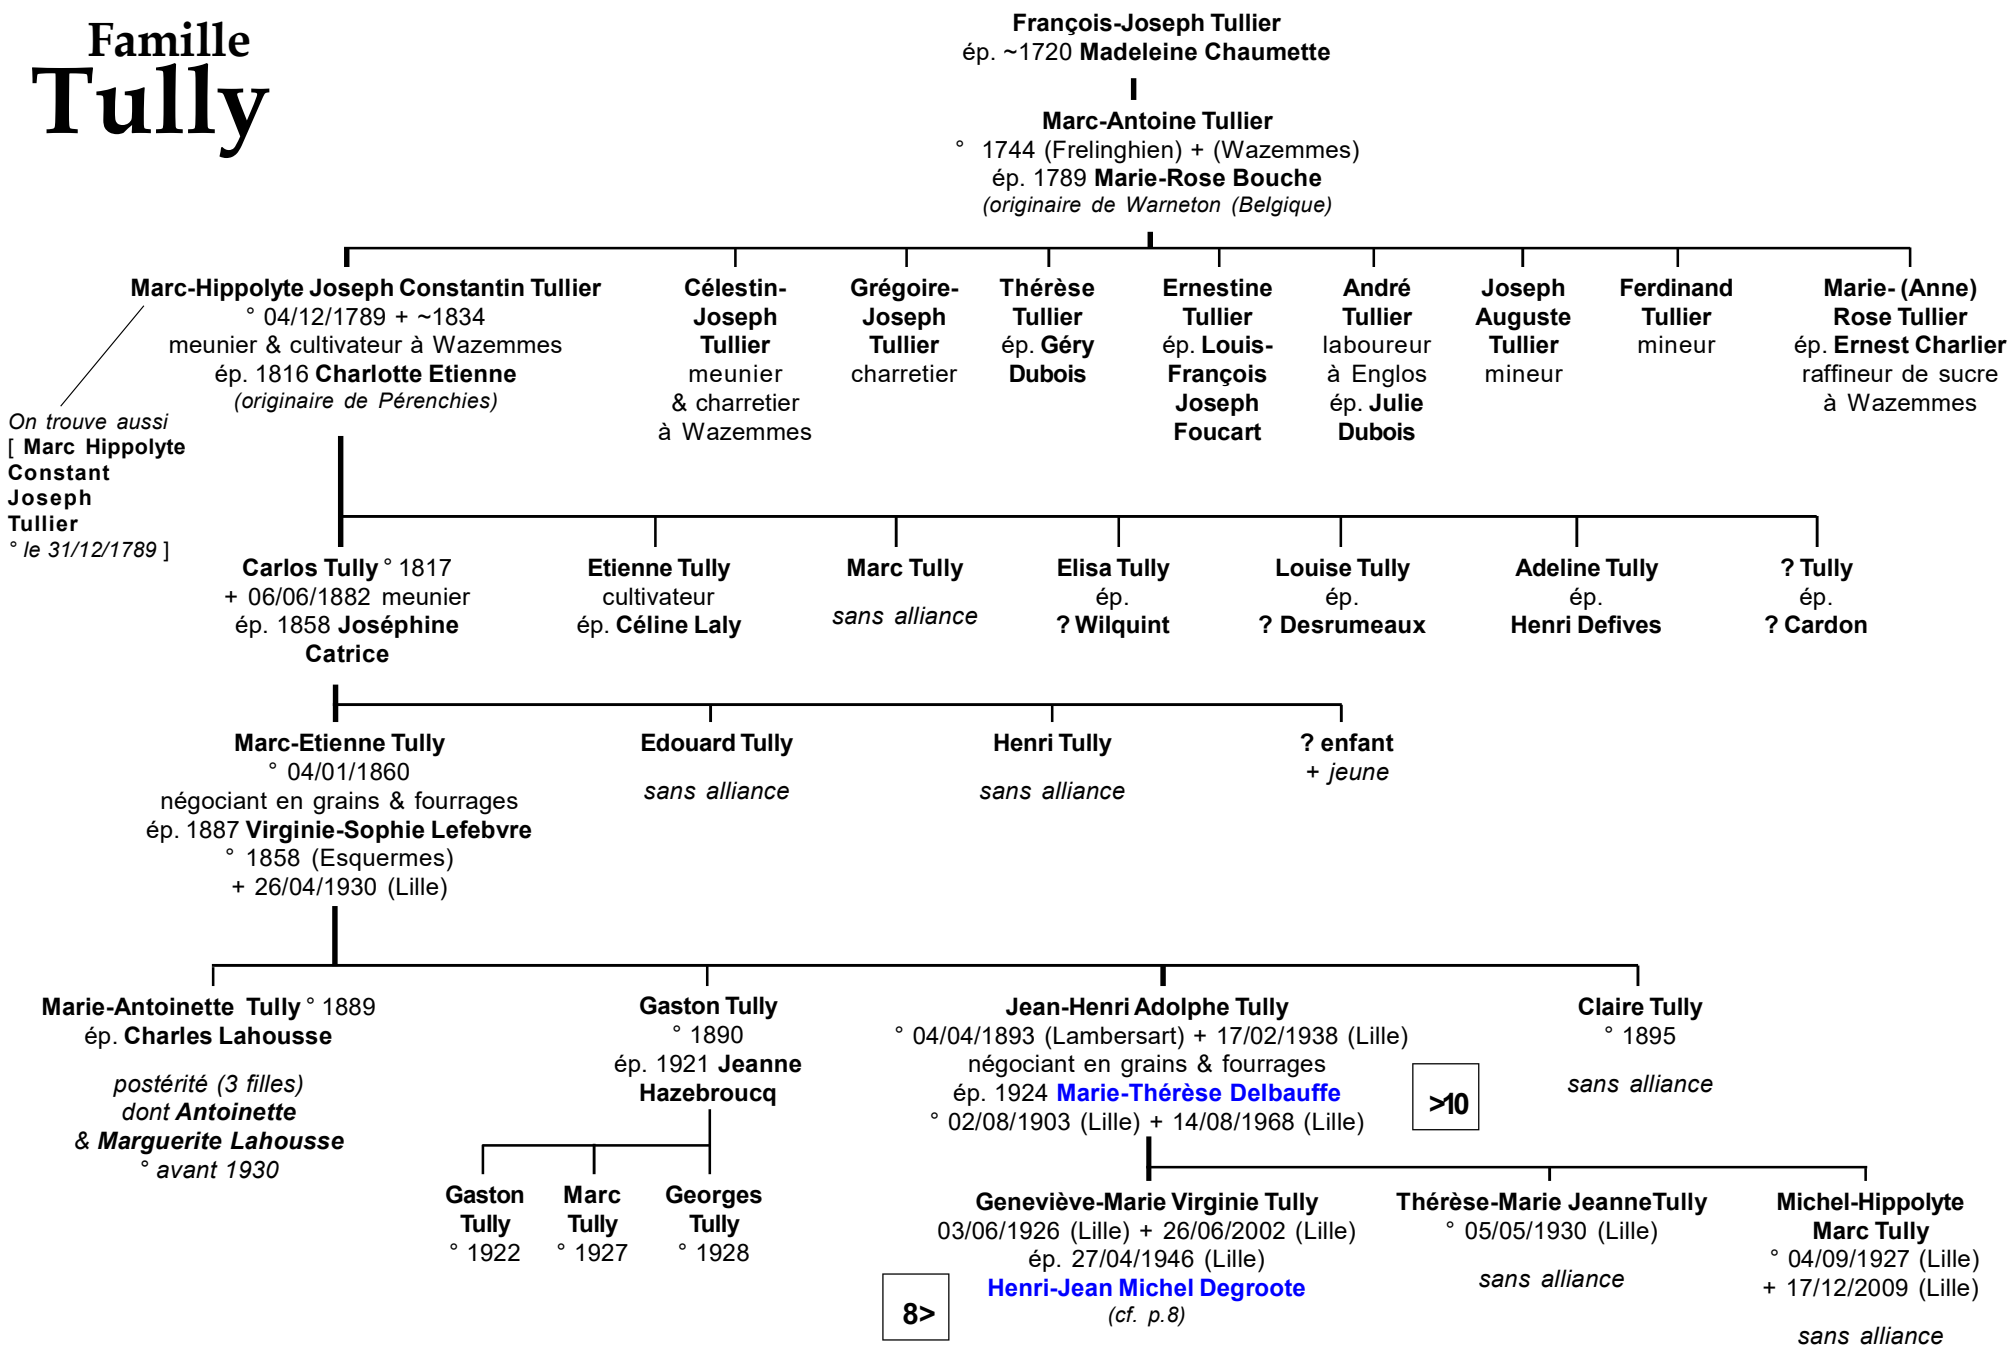 Famille
Tully
François-Joseph Tullier
ép. ~1720 Madeleine Chaumette
Marc-Antoine Tullier
° 1744 (Frelinghien) + (Wazemmes)
ép. 1789 Marie-Rose Bouche
(originaire de Warneton (Belgique)
Marc-Hippolyte Joseph Constantin Tullier
° 04/12/1789 + ~1834
meunier & cultivateur à Wazemmes
ép. 1816 Charlotte Etienne
(originaire de Pérenchies)
On trouve aussi
[ Marc Hippolyte
Constant
Joseph
Tullier
° le 31/12/1789 ]
Célestin-
Joseph
Tullier
meunier
& charretier
à Wazemmes
Grégoire-
Joseph
Tullier
charretier
Thérèse
Tullier
ép. Géry
Dubois
Ernestine
Tullier
ép. Louis-
François
Joseph
Foucart
André
Tullier
laboureur
à Englos
ép. Julie
Dubois
Joseph
Auguste
Tullier
mineur
Ferdinand
Tullier
mineur
Marie- (Anne)
Rose Tullier
ép. Ernest Charlier
raffineur de sucre
à Wazemmes
Carlos Tully ° 1817
+ 06/06/1882 meunier
ép. 1858 Joséphine
Catrice
Etienne Tully
cultivateur
ép. Céline Laly
Marc Tully
sans alliance
Elisa Tully
ép.
? Wilquint
Louise Tully
ép.
? Desrumeaux
Adeline Tully
ép.
Henri Defives
? Tully
ép.
? Cardon
Marc-Etienne Tully
° 04/01/1860
négociant en grains & fourrages
ép. 1887 Virginie-Sophie Lefebvre
° 1858 (Esquermes)
+ 26/04/1930 (Lille)
Edouard Tully
sans alliance
Henri Tully
sans alliance
? enfant
+ jeune
Marie-Antoinette Tully ° 1889
ép. Charles Lahousse
postérité (3 filles)
dont Antoinette
& Marguerite Lahousse
° avant 1930
Gaston Tully
° 1890
ép. 1921 Jeanne
Hazebroucq
Jean-Henri Adolphe Tully
° 04/04/1893 (Lambersart) + 17/02/1938 (Lille)
négociant en grains & fourrages
ép. 1924 Marie-Thérèse Delbauffe
° 02/08/1903 (Lille) + 14/08/1968 (Lille)
>10
Claire Tully
° 1895
sans alliance
Gaston
Tully
° 1922
Marc
Tully
° 1927
Georges
Tully
° 1928
Geneviève-Marie Virginie Tully
03/06/1926 (Lille) + 26/06/2002 (Lille)
ép. 27/04/1946 (Lille)
Henri-Jean Michel Degroote
(cf. p.8)
8>
Thérèse-Marie JeanneTully
° 05/05/1930 (Lille)
sans alliance
Michel-Hippolyte
Marc Tully
° 04/09/1927 (Lille)
+ 17/12/2009 (Lille)
sans alliance